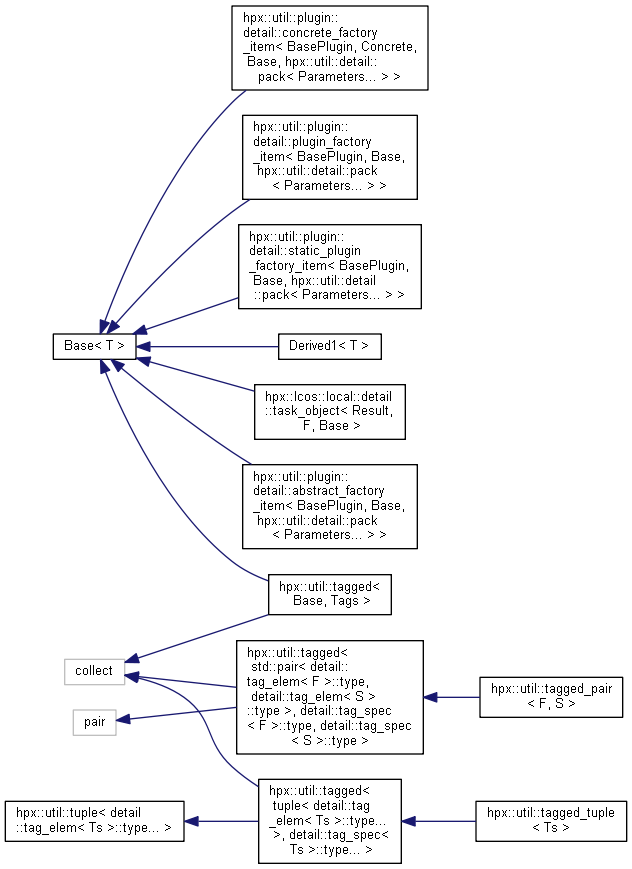 hpx::util::plugin::
detail::concrete_factory
_item< BasePlugin, Concrete,
Base, hpx::util::detail::
pack< Parameters... > >
hpx::util::plugin::
detail::plugin_factory
_item< BasePlugin, Base,
hpx::util::detail::pack
< Parameters... > >
hpx::util::plugin::
detail::static_plugin
_factory_item< BasePlugin,
Base, hpx::util::detail
::pack< Parameters... > >
Base< T >
Derived1< T >
hpx::lcos::local::detail
::task_object< Result,
F, Base >
hpx::util::plugin::
detail::abstract_factory
_item< BasePlugin, Base,
hpx::util::detail::pack
< Parameters... > >
hpx::util::tagged<
Base, Tags >
collect
hpx::util::tagged<
std::pair< detail::
tag_elem< F >::type,
detail::tag_elem< S >
::type >, detail::tag_spec
< F >::type, detail::tag_spec
< S >::type >
hpx::util::tagged_pair
< F, S >
pair
hpx::util::tuple< detail
::tag_elem< Ts >::type... >
hpx::util::tagged<
tuple< detail::tag
_elem< Ts >::type...
>, detail::tag_spec<
Ts >::type... >
hpx::util::tagged_tuple
< Ts >